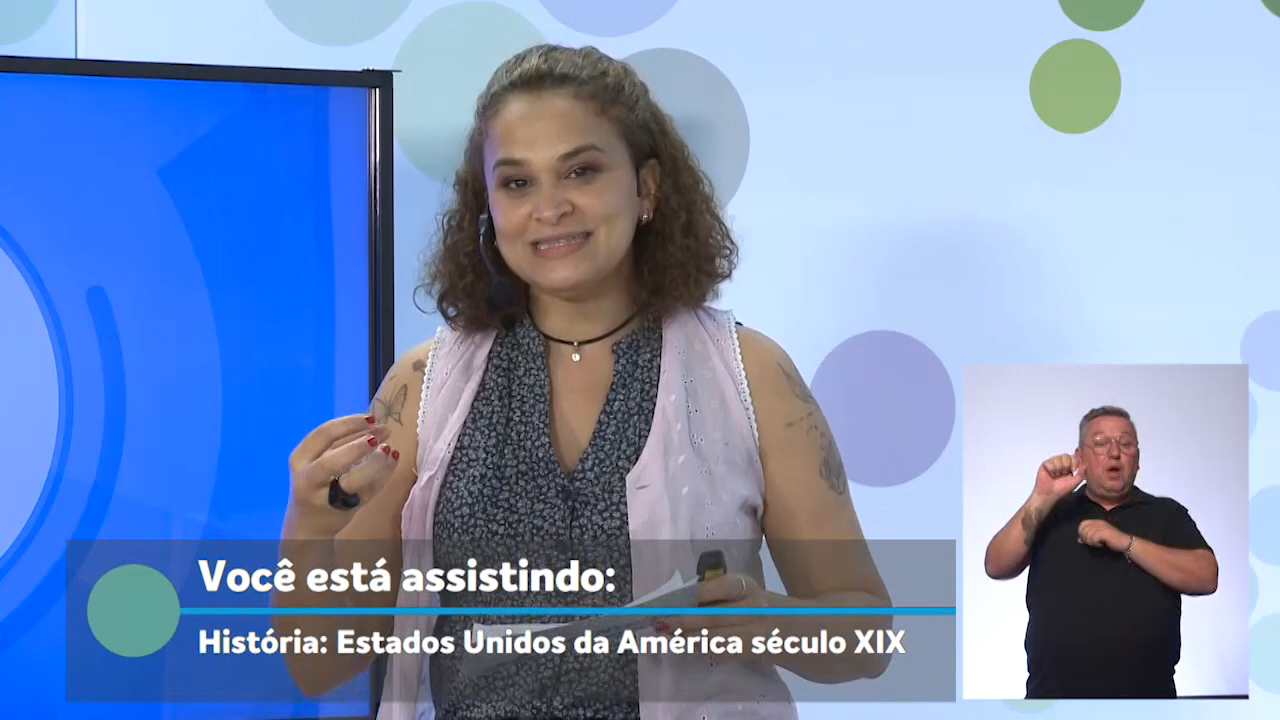 Você está assistindo:
História: Estados Unidos da América século XIX